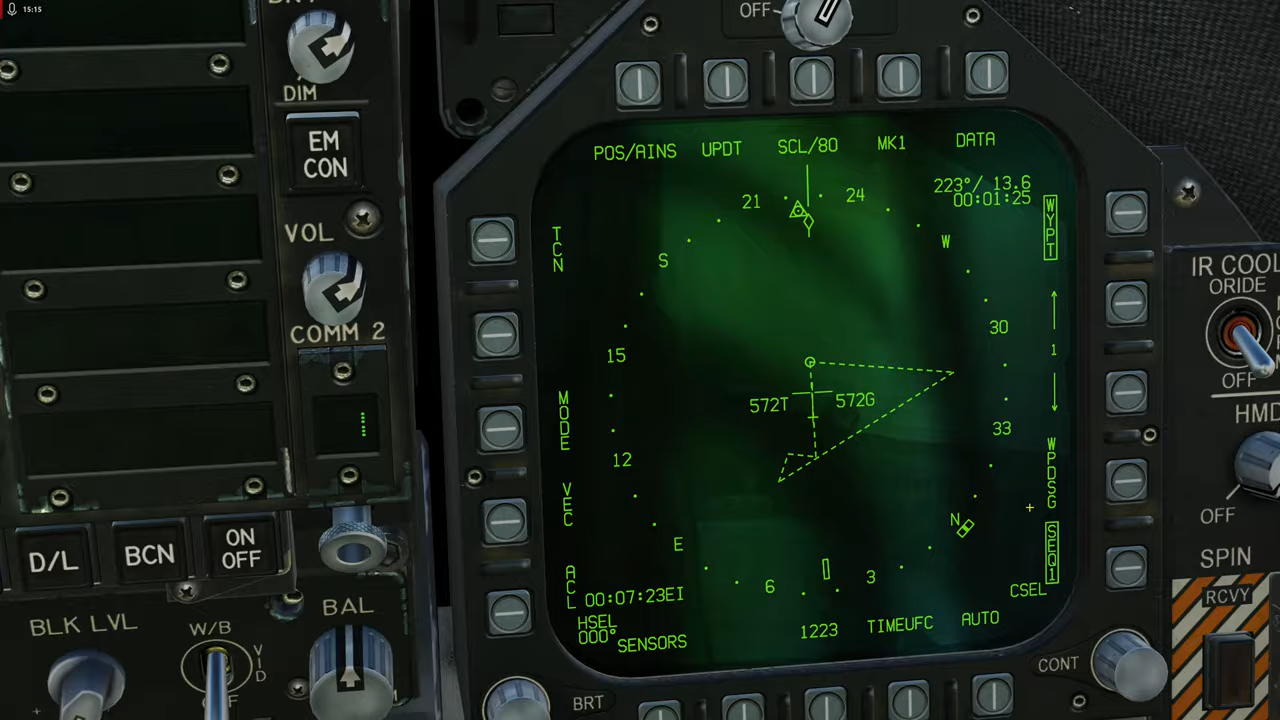 15:15
OFF
DIM
EM
CON
VOL
COMM 2
D/L
BCN
ON
OFF
BLK LVL
W/B
VID
BAL
POS/AINS
UPDT
SCL/80
MK1
DATA
223°/ 13.6
00:01:25
WYPT
TCN
21
24
S
W
15
30
1
572T
572G
MODE
33
WPDSG
12
VEC
N
E
SEQ1
ACL
00:07:23EI
6
3
CSEL
HSEL
000°
SENSORS
1223
TIMEUFC
AUTO
BRT
CONT
IR COOL
ORIDE
OFF
HMD
OFF
SPIN
RCVY